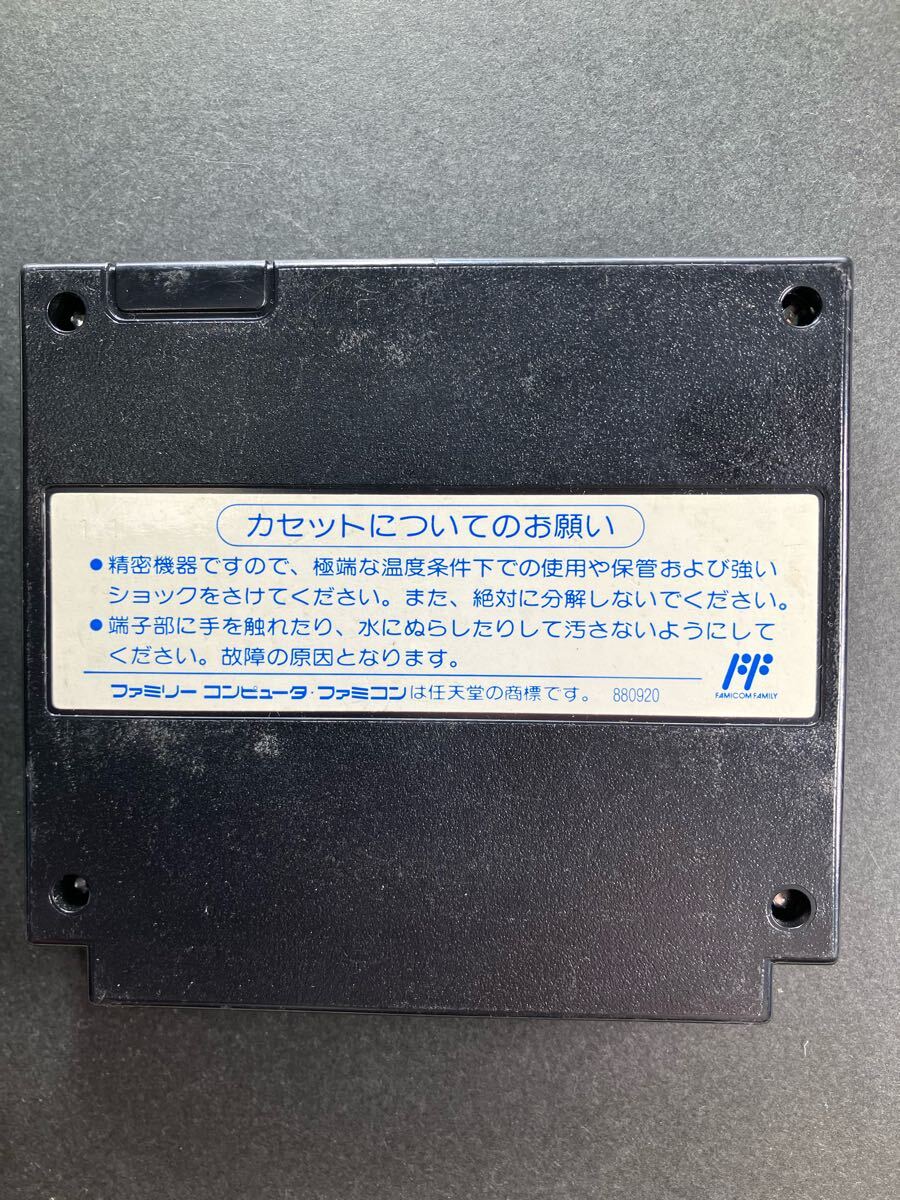 カセットについてのお願い
●精密機器ですので、極端な温度条件下での使用や保管および強い
ショックをさけてください。また、絶対に分解しないでください。
●端子部に手を触れたり、水にぬらしたりして汚さないようにして
ください。故障の原因となります。
ファミリー コンピュータ・ファミコンは任天堂の商標です。 880920
FAMICOM FAMILY